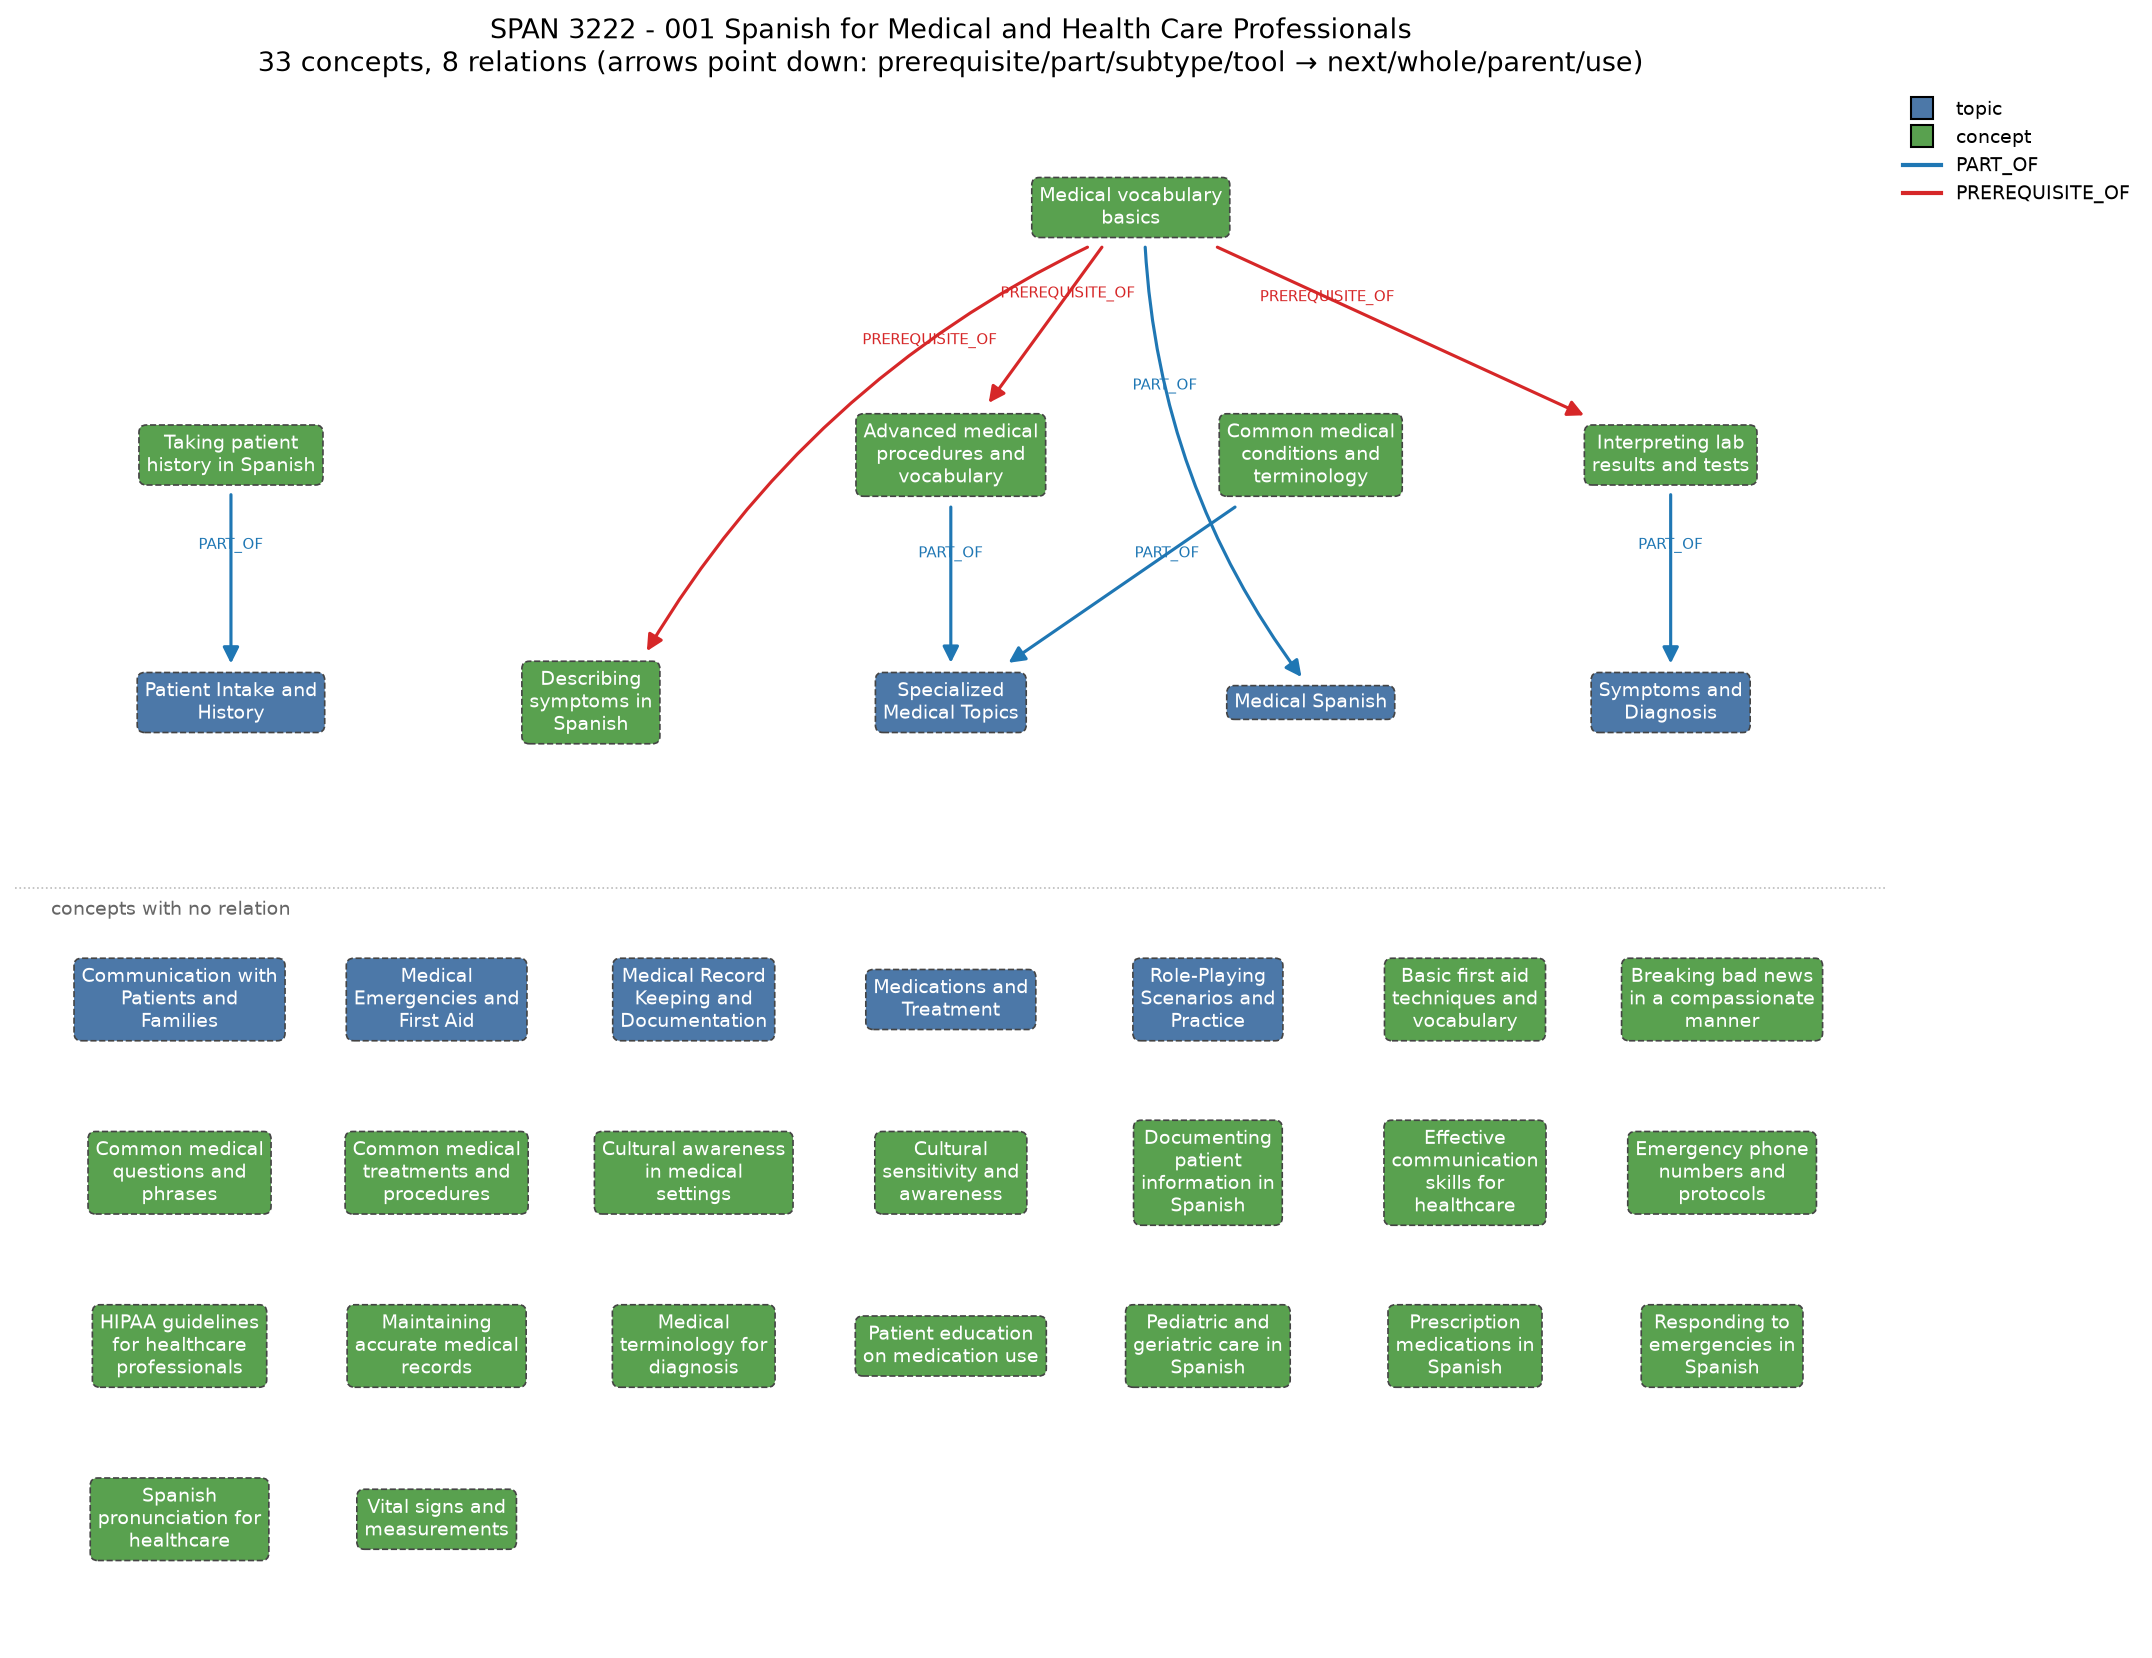 SPAN 3222 - 001 Spanish for Medical and Health Care Professionals
33 concepts, 8 relations (arrows point down: prerequisite/part/subtype/tool → next/whole/parent/use)
topic
concept
PART_OF
PREREQUISITE_OF
Medical vocabulary
basics
PREREQUISITE_OF
PREREQUISITE_OF
PREREQUISITE_OF
PART_OF
Taking patient
history in Spanish
Advanced medical
procedures and
vocabulary
Common medical
conditions and
terminology
Interpreting lab
results and tests
PART_OF
PART_OF
PART_OF
PART_OF
Patient Intake and
History
Describing
symptoms in
Spanish
Specialized
Medical Topics
Medical Spanish
Symptoms and
Diagnosis
concepts with no relation
Communication with
Patients and
Families
Medical
Emergencies and
First Aid
Medical Record
Keeping and
Documentation
Medications and
Treatment
Role-Playing
Scenarios and
Practice
Basic first aid
techniques and
vocabulary
Breaking bad news
in a compassionate
manner
Common medical
questions and
phrases
Common medical
treatments and
procedures
Cultural awareness
in medical
settings
Cultural
sensitivity and
awareness
Documenting
patient
information in
Spanish
Effective
communication
skills for
healthcare
Emergency phone
numbers and
protocols
HIPAA guidelines
for healthcare
professionals
Maintaining
accurate medical
records
Medical
terminology for
diagnosis
Patient education
on medication use
Pediatric and
geriatric care in
Spanish
Prescription
medications in
Spanish
Responding to
emergencies in
Spanish
Spanish
pronunciation for
healthcare
Vital signs and
measurements